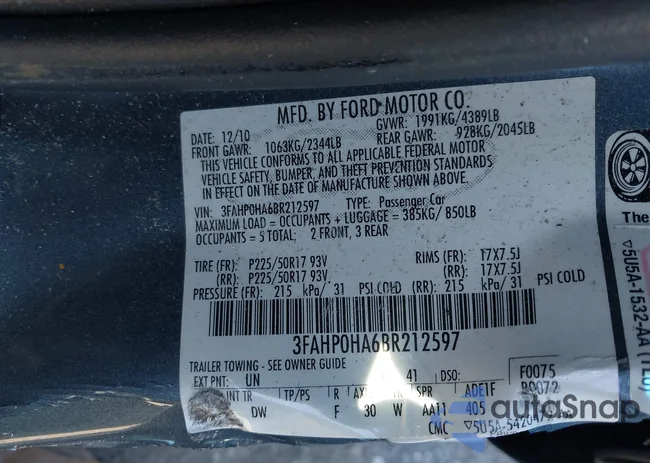 MFD. BY FORD MOTOR CO.
DATE: 12/10 GVWR: 1991KG/4389LB
FRONT GAWR: 1063KG/2344LB REAR GAWR: 928KG/2045LB
THIS VEHICLE CONFORMS TO ALL APPLICABLE FEDERAL MOTOR
VEHICLE SAFETY, BUMPER, AND THEFT PREVENTION STANDARDS
IN EFFECT ON THE DATE OF MANUFACTURE SHOWN ABOVE.
VIN: 3FAHP0HA6BR212597 TYPE: Passenger Car
MAXIMUM LOAD = OCCUPANTS + LUGGAGE = 385KG/ 850LB
OCCUPANTS = 5 TOTAL; 2 FRONT, 3 REAR
TIRE (FR): P225/50R17 93V RIMS (FR): 17X7.5J
(RR): P225/50R17 93V (RR): 17X7.5J
PRESSURE (FR): 215 kPa/ 31 PSI COLD (RR): 215 kPa/ 31 PSI COLD
3FAHP0HA6BR212597
TRAILER TOWING - SEE OWNER GUIDE
EXT PNT: UN 41 DSO: F0075
INT TR TP/PS R AXLE TR SPR ADE1F B0072
DW F 30 W AA11 405
CMC ▽5U5A-5420472
The
▽5U5A-1532-AA
autoSnap